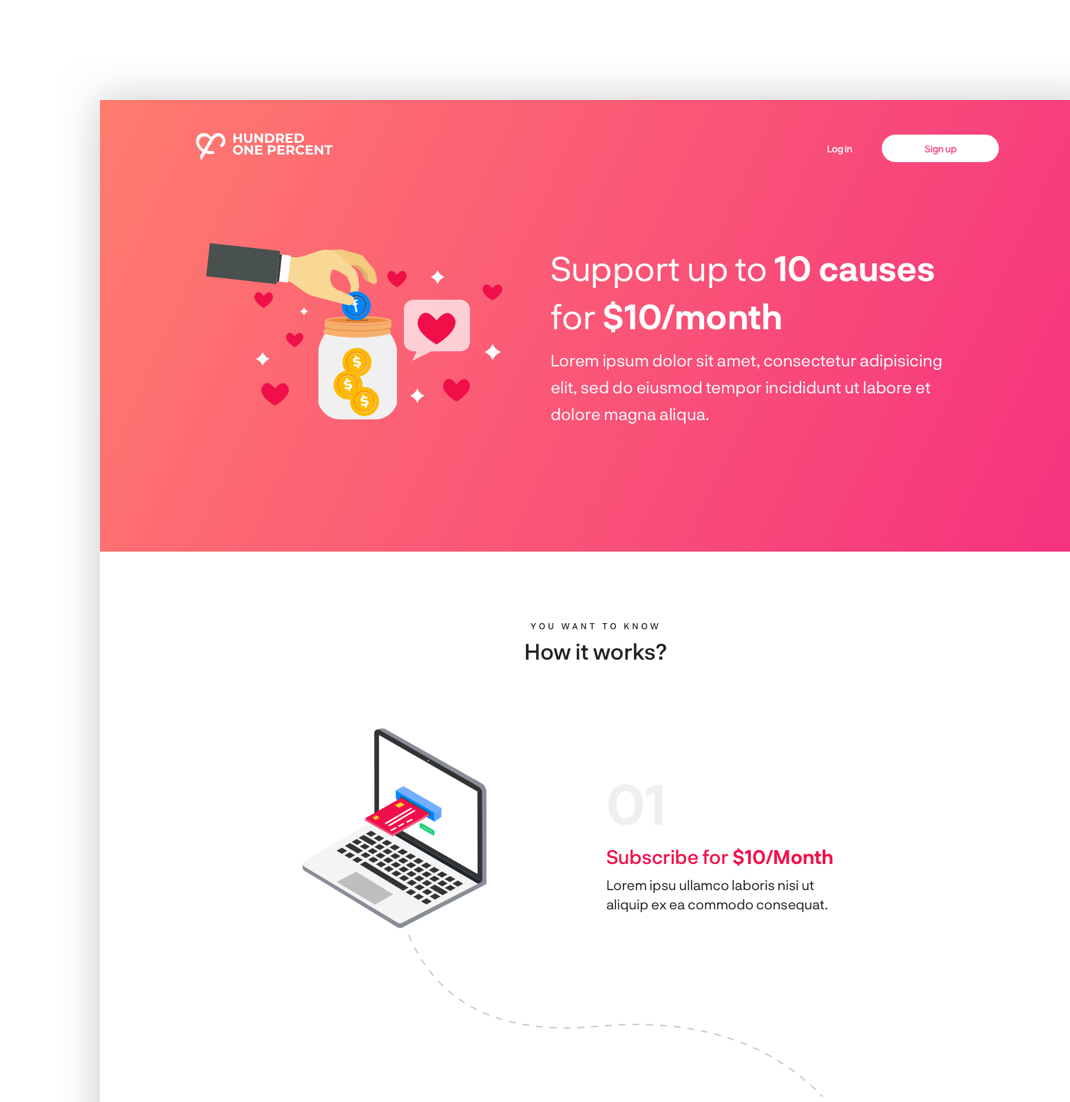 HUNDRED
ONE PERCENT
Log in
Sign up
Support up to 10 causes
for $10/month
Lorem ipsum dolor sit amet, consectetur adipisicing
elit, sed do eiusmod tempor incididunt ut labore et
dolore magna aliqua.
f
$
$
$
YOU WANT TO KNOW
How it works?
01
Subscribe for $10/Month
Lorem ipsu ullamco laboris nisi ut
aliquip ex ea commodo consequat.